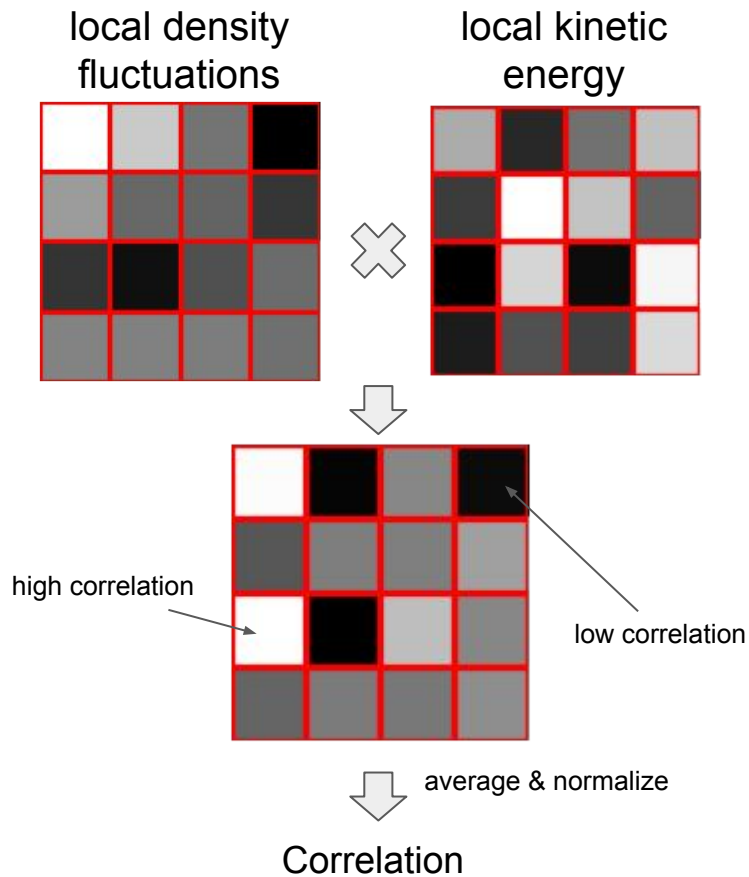 local density
fluctuations
local kinetic
energy
high correlation
low correlation
average & normalize
Correlation